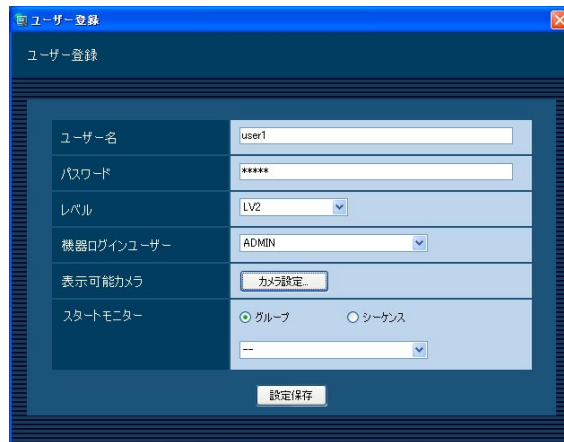 ユーザー登録
ユーザー登録
ユーザー名 user1
パスワード *****
レベル LV2
機器ログインユーザー ADMIN
表示可能カメラ カメラ設定...
スタートモニター グループ シーケンス
--
設定保存